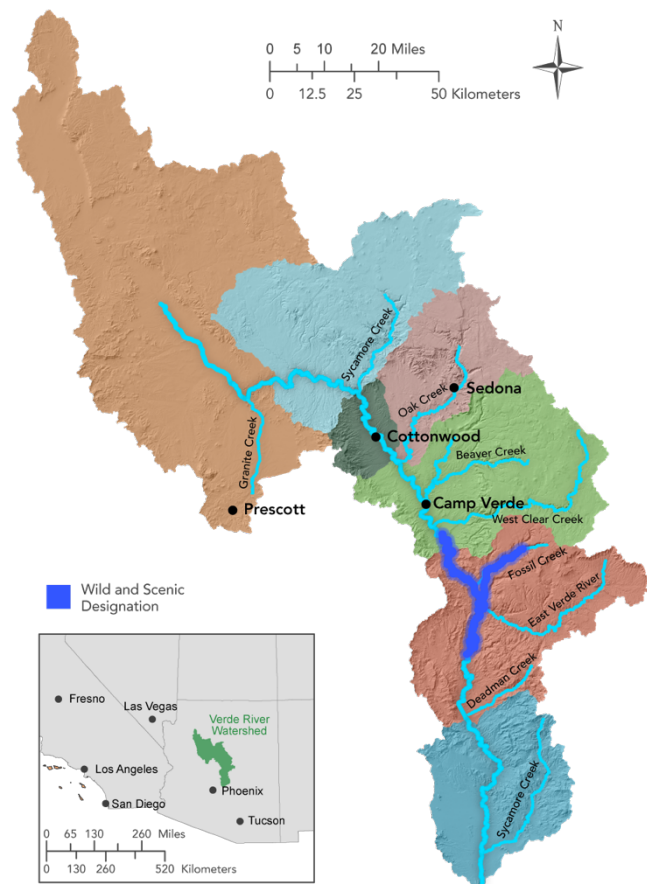 N
0 5 10 20 Miles
0 12.5 25 50 Kilometers
Sycamore Creek
Oak Creek
Sedona
Granite Creek
Cottonwood
Beaver Creek
Prescott
Camp Verde
West Clear Creek
Fossil Creek
Wild and Scenic
Designation
East Verde River
Deadman Creek
Sycamore Creek
Fresno
Las Vegas
Verde River
Watershed
Los Angeles
Phoenix
San Diego
Tucson
0 65 130 260 Miles
0 130 260 520
Kilometers